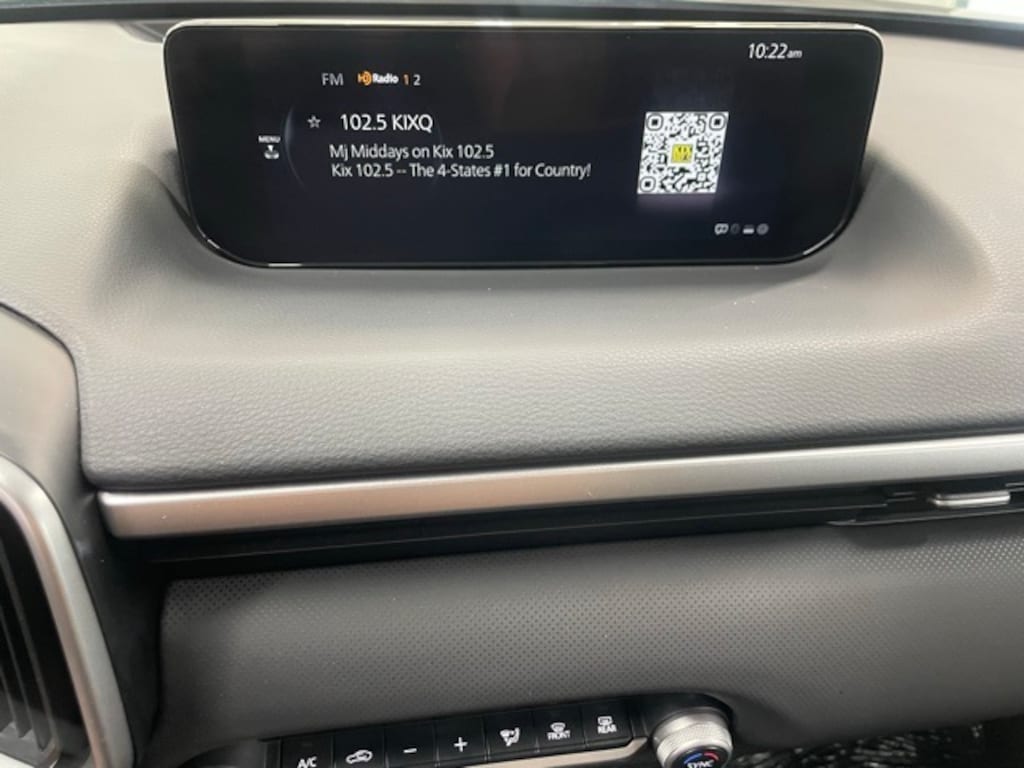 10:22am
FM HD Radio 1 2
102.5 KIXQ
MENU
Mj Middays on Kix 102.5
Kix 102.5 -- The 4-States #1 for Country!
KIX
A/C
FRONT
REAR
SYNC